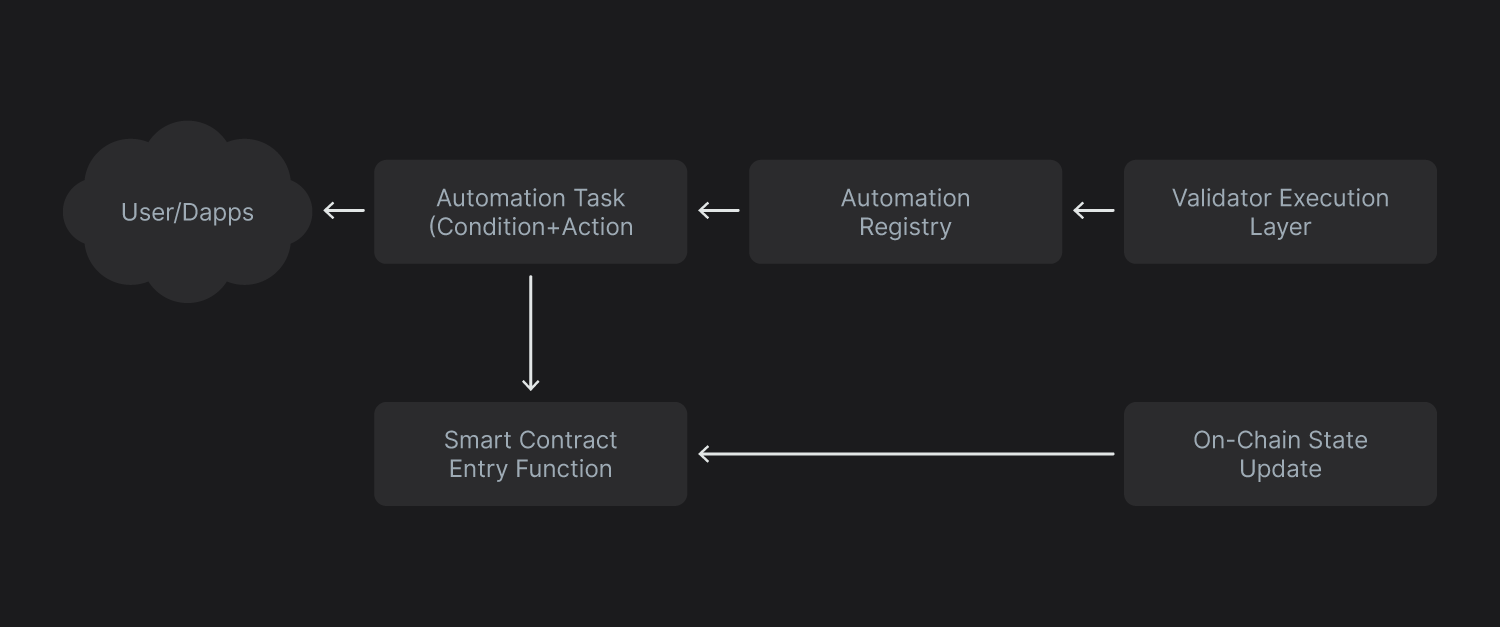 User/Dapps
Automation Task
(Condition+Action
Automation
Registry
Validator Execution
Layer
Smart Contract
Entry Function
On-Chain State
Update